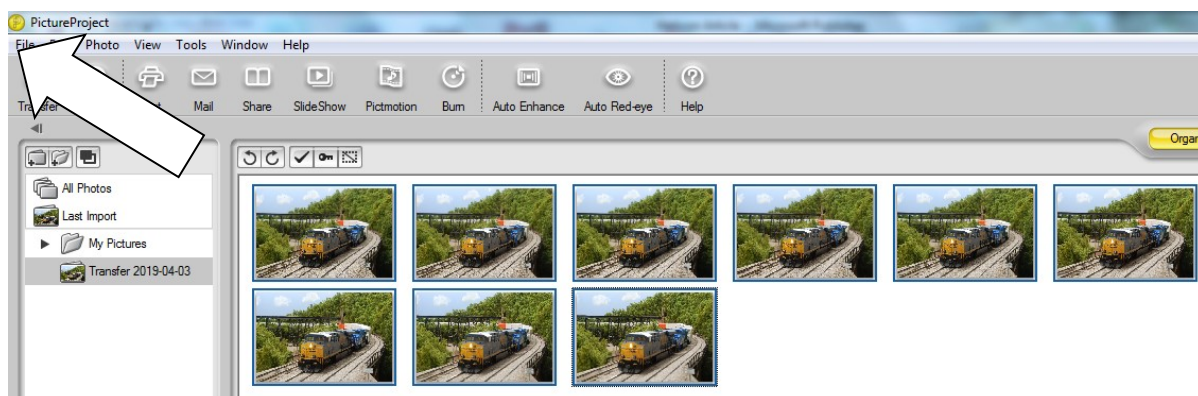 PictureProject
File Photo View Tools Window Help
Mail Share SlideShow Pictmotion Burn Auto Enhance Auto Red-eye Help
Organ
All Photos
Last Import
My Pictures
Transfer 2019-04-03